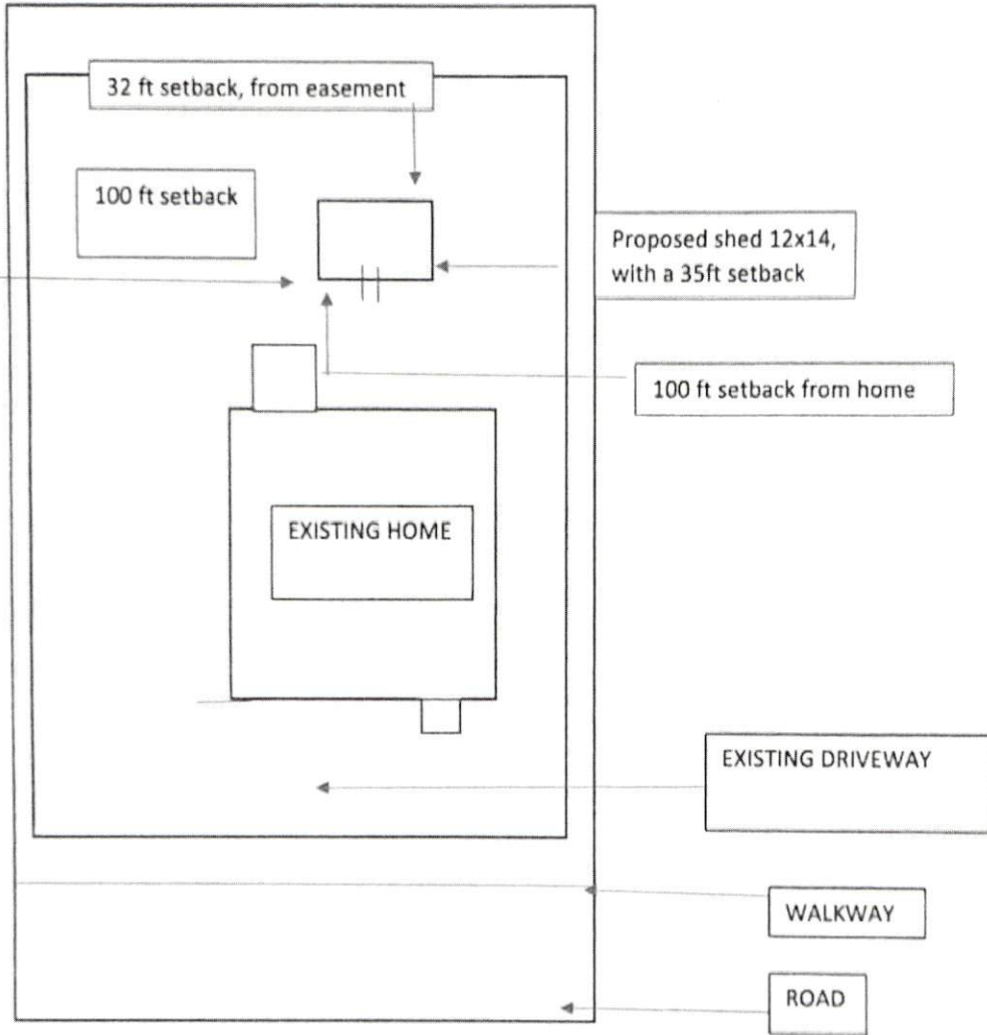 32 ft setback, from easement
100 ft setback
Proposed shed 12x14,
with a 35ft setback
100 ft setback from home
EXISTING HOME
EXISTING DRIVEWAY
WALKWAY
ROAD